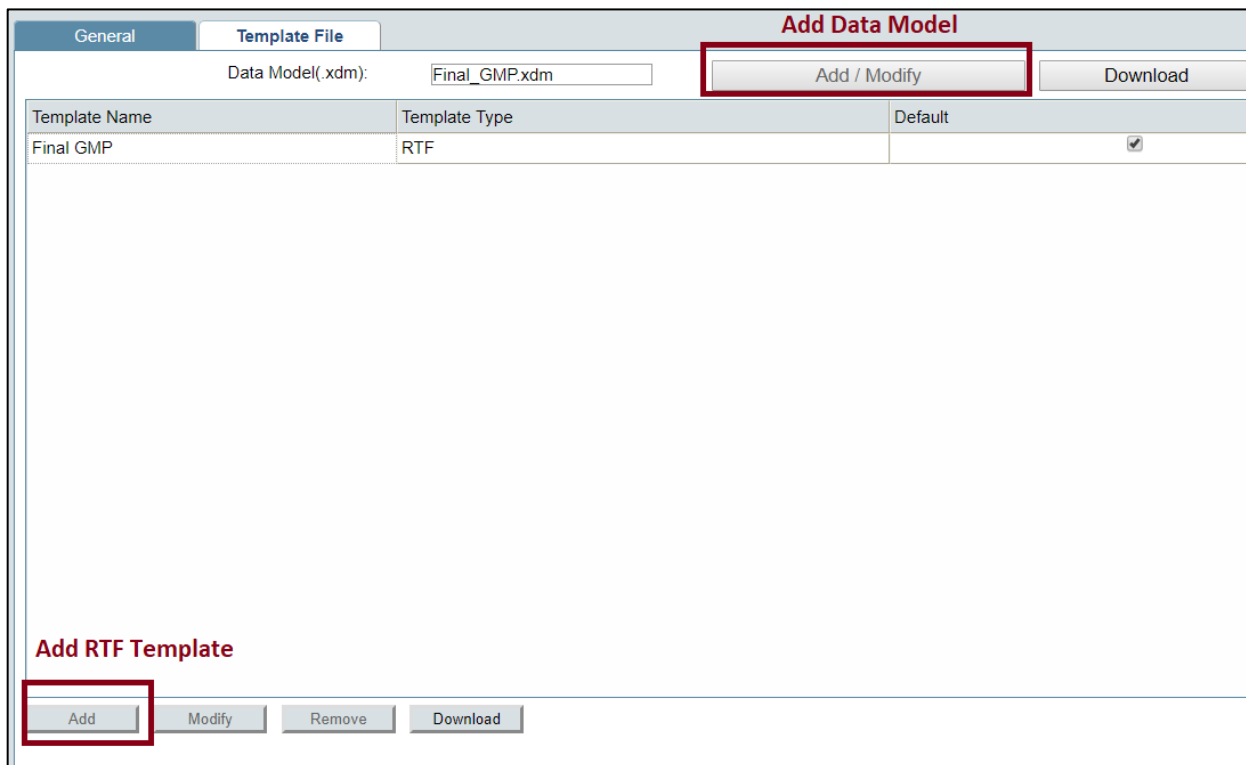 Add Data Model
General Template File
Data Model(.xdm): Final_GMP.xdm Add / Modify Download
Template Name Template Type Default
Final GMP RTF
Add RTF Template
Add Modify Remove Download